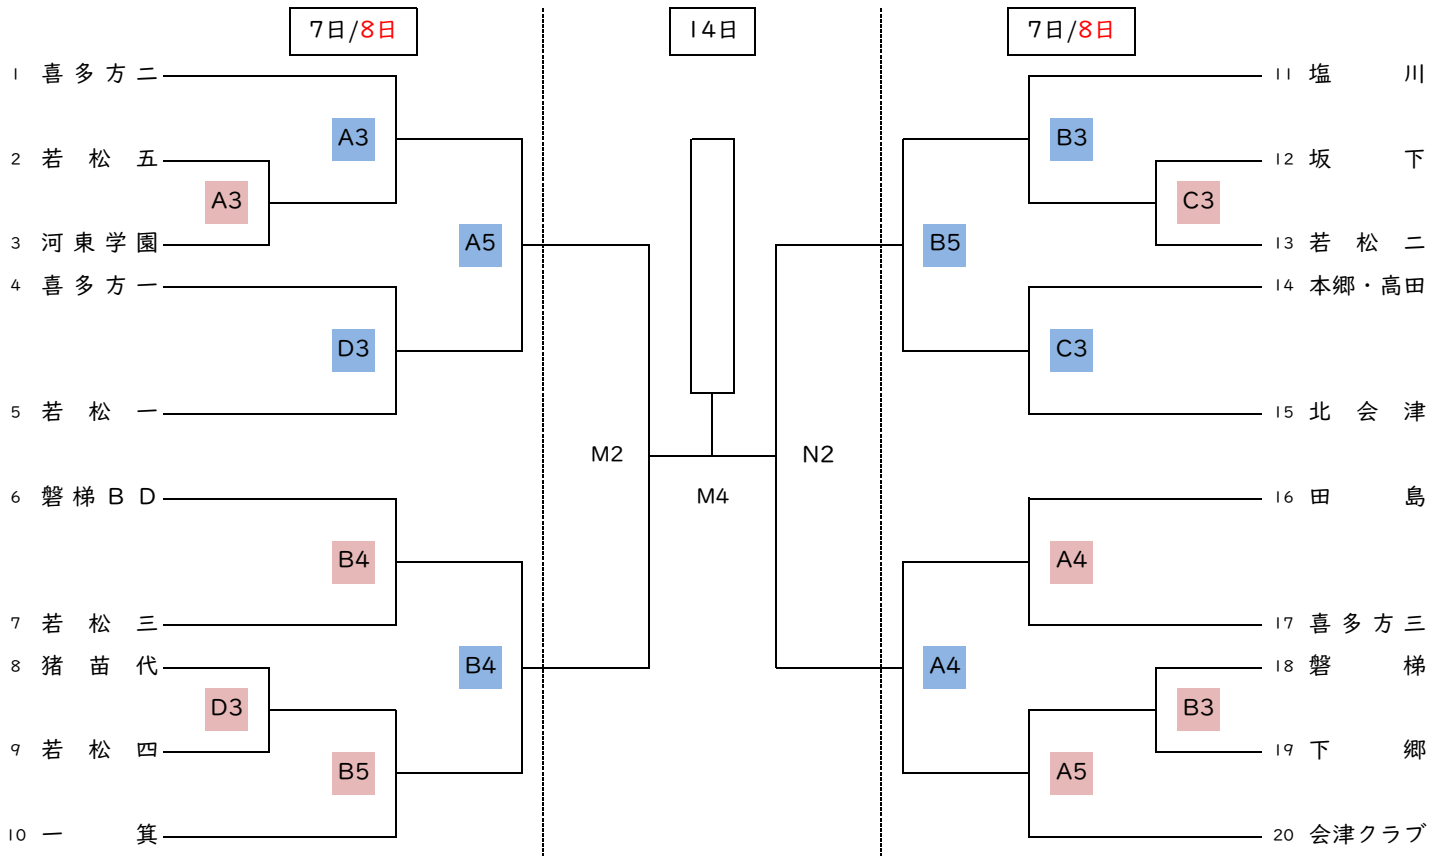 7日/8日
14日
7日/8日
1 喜多方二
A3
2 若松五
A3
3 河東学園
A5
4 喜多方一
D3
5 若松一
M2
6 磐梯BD
B4
7 若松三
B4
8 猪苗代
D3
9 若松四
B5
10 一箕
M4
N2
11 塩川
B3
12 坂下
C3
13 若松二
B5
14 本郷・高田
C3
15 北会津
16 田島
A4
17 喜多方三
A4
18 磐梯
B3
19 下郷
A5
20 会津クラブ